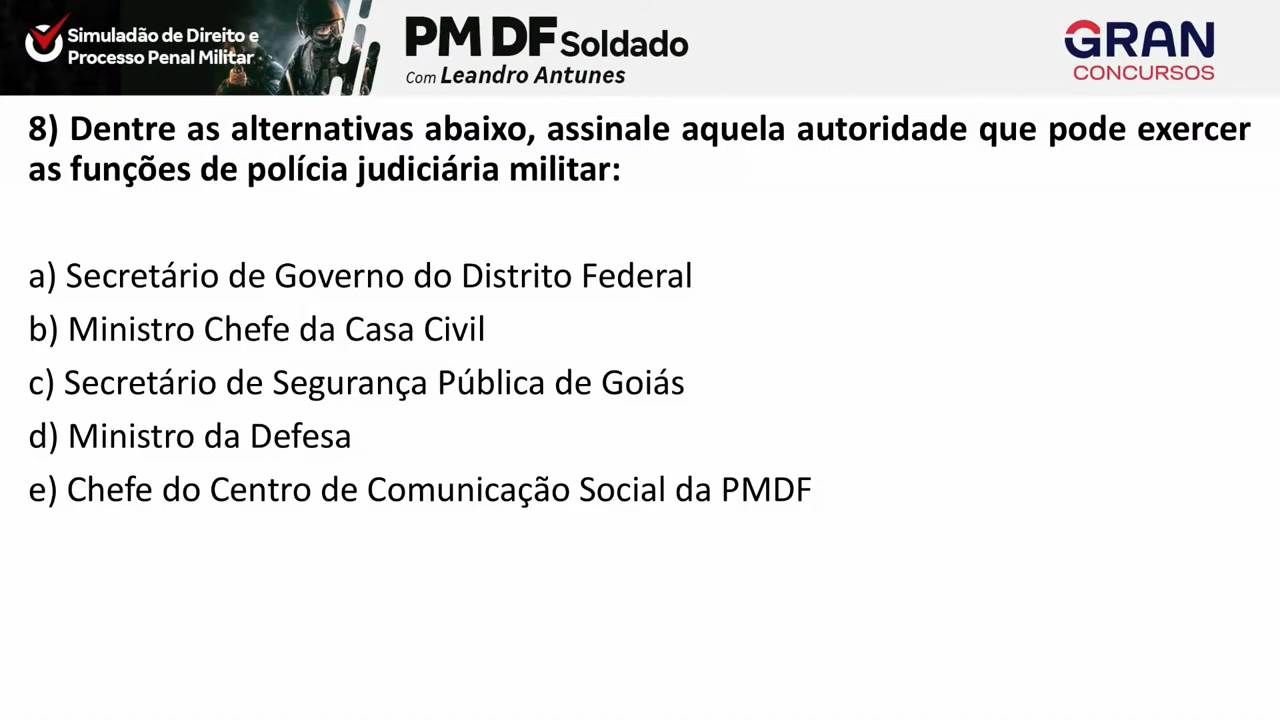 Simuladão de Direito e
Processo Penal Militar
PM DF Soldado
Com Leandro Antunes
GRAN
CONCURSOS
8) Dentre as alternativas abaixo, assinale aquela autoridade que pode exercer
as funções de polícia judiciária militar:
a) Secretário de Governo do Distrito Federal
b) Ministro Chefe da Casa Civil
c) Secretário de Segurança Pública de Goiás
d) Ministro da Defesa
e) Chefe do Centro de Comunicação Social da PMDF